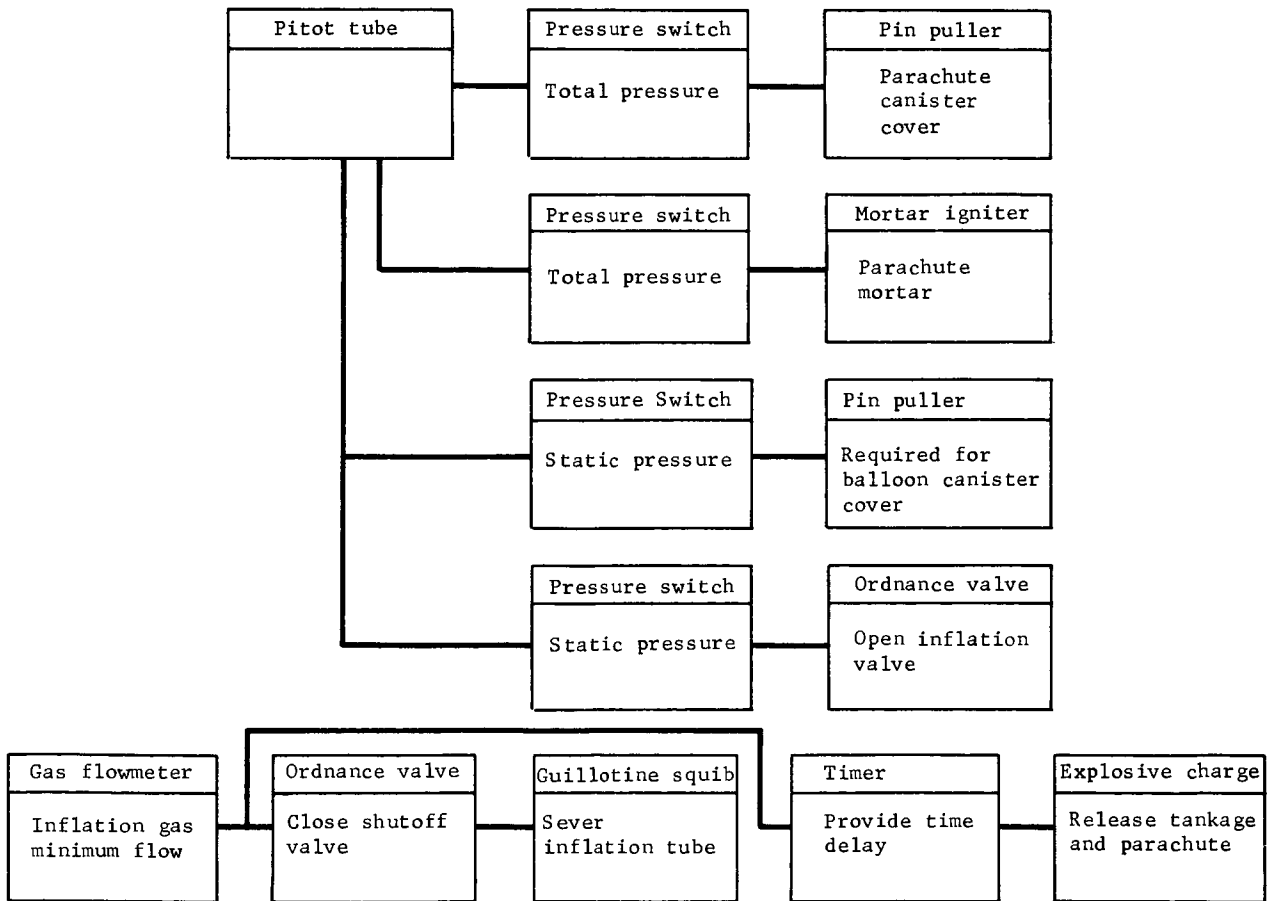 Pitot tube
Pressure switch
Total pressure
Pin puller
Parachute
canister
cover
Pressure switch
Total pressure
Mortar igniter
Parachute
mortar
Pressure Switch
Static pressure
Pin puller
Required for
balloon canister
cover
Pressure switch
Static pressure
Ordnance valve
Open inflation
valve
Gas flowmeter
Inflation gas
minimum flow
Ordnance valve
Close shutoff
valve
Guillotine squib
Sever
inflation tube
Timer
Provide time
delay
Explosive charge
Release tankage
and parachute